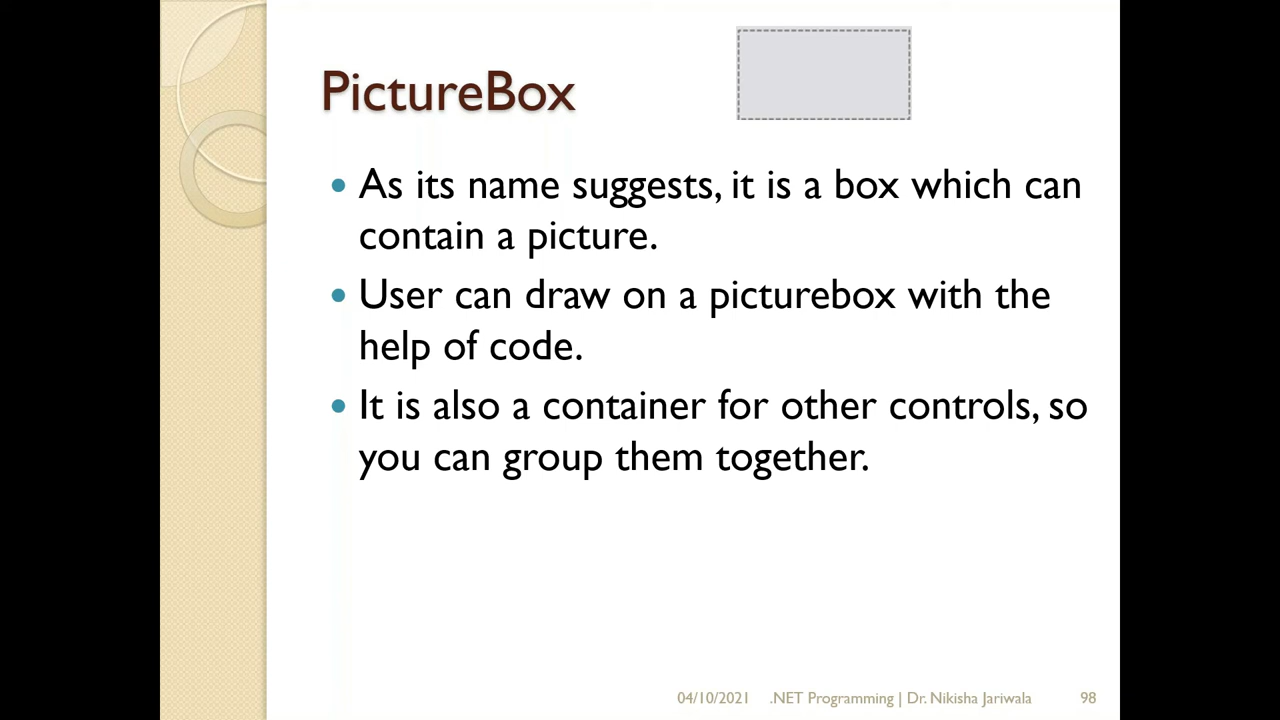 PictureBox
• As its name suggests, it is a box which can
contain a picture.
• User can draw on a picturebox with the
help of code.
• It is also a container for other controls, so
you can group them together.
04/10/2021 .NET Programming | Dr. Nikisha Jariwala 98